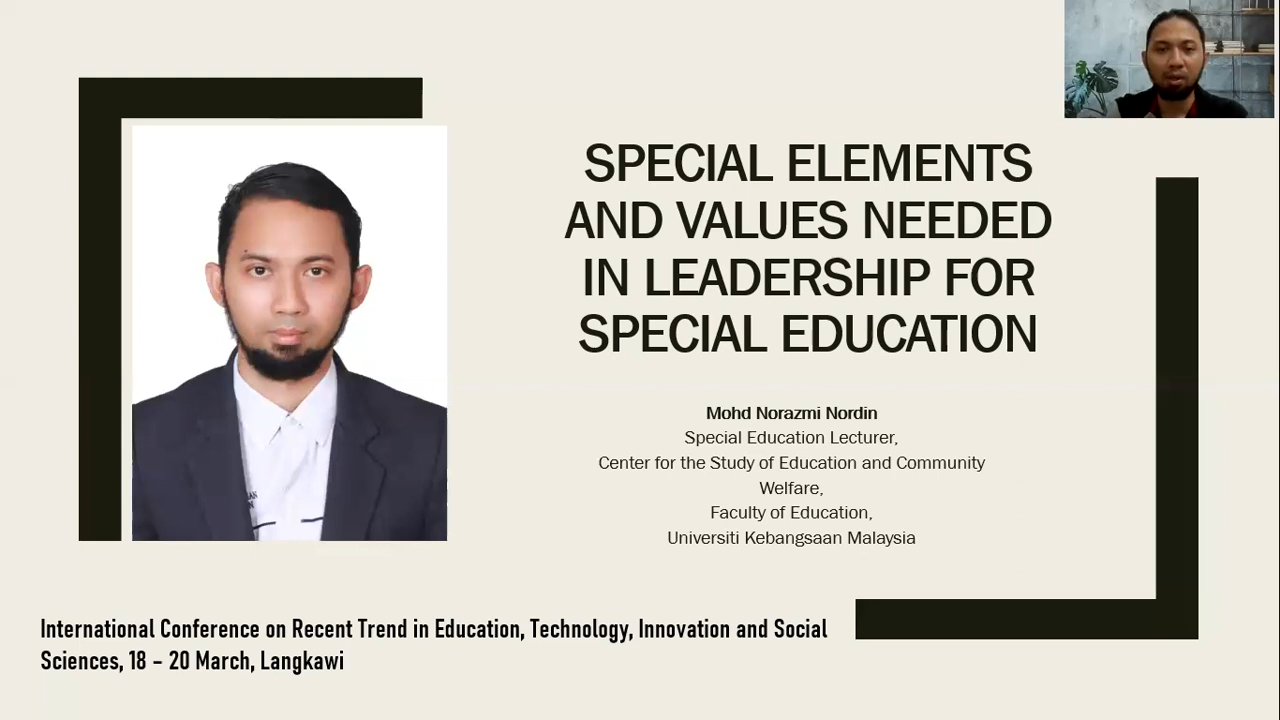 SPECIAL ELEMENTS
AND VALUES NEEDED
IN LEADERSHIP FOR
SPECIAL EDUCATION
Mohd Norazmi Nordin
Special Education Lecturer,
Center for the Study of Education and Community
Welfare,
Faculty of Education,
Universiti Kebangsaan Malaysia
International Conference on Recent Trend in Education, Technology, Innovation and Social
Sciences, 18 – 20 March, Langkawi